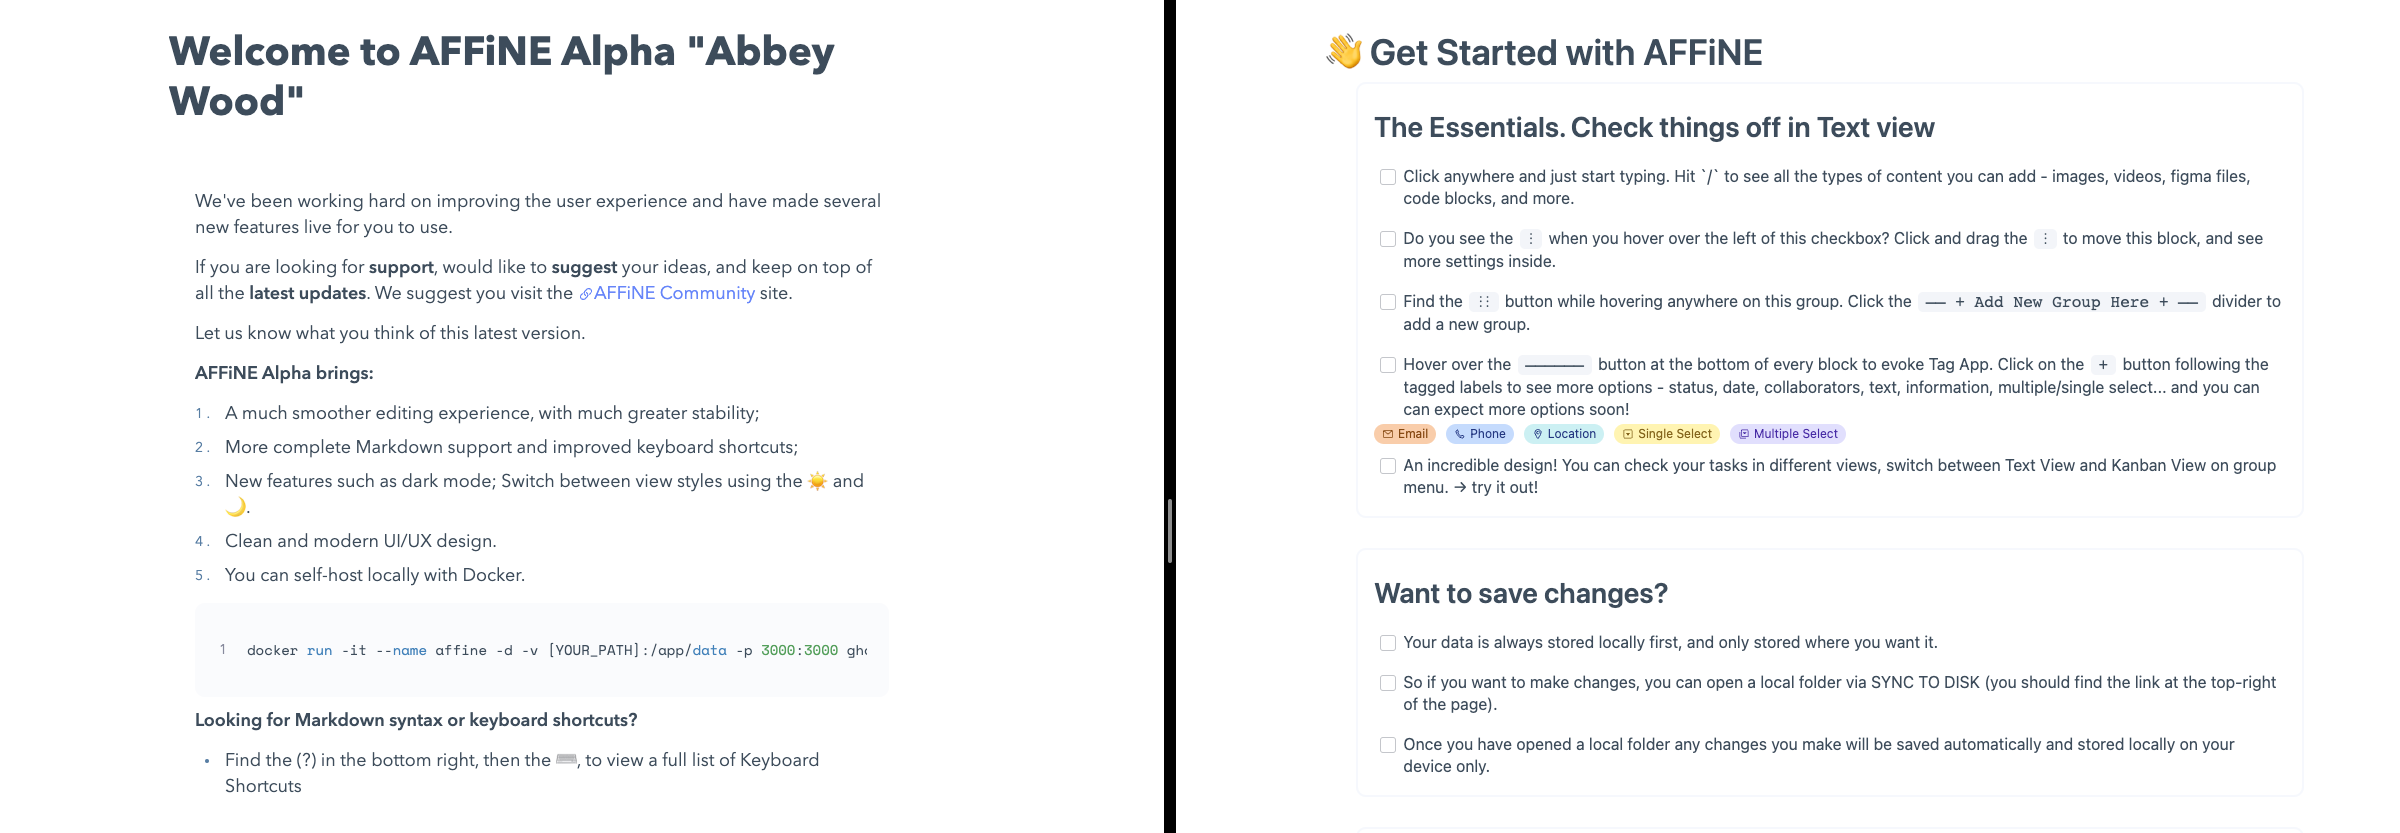 Welcome to AFFiNE Alpha "Abbey
Wood"
We've been working hard on improving the user experience and have made several
new features live for you to use.
If you are looking for support, would like to suggest your ideas, and keep on top of
all the latest updates. We suggest you visit the AFFiNE Community site.
Let us know what you think of this latest version.
AFFiNE Alpha brings:
1. A much smoother editing experience, with much greater stability;
2. More complete Markdown support and improved keyboard shortcuts;
3. New features such as dark mode; Switch between view styles using the ☀️ and
🌙.
4. Clean and modern UI/UX design.
5. You can self-host locally with Docker.
1 docker run -it --name affine -d -v [YOUR_PATH]:/app/data -p 3000:3000 gh
Looking for Markdown syntax or keyboard shortcuts?
• Find the (?) in the bottom right, then the ⌨️, to view a full list of Keyboard
Shortcuts
👋 Get Started with AFFiNE
The Essentials. Check things off in Text view
Click anywhere and just start typing. Hit `/` to see all the types of content you can add - images, videos, figma files,
code blocks, and more.
Do you see the ⋮ when you hover over the left of this checkbox? Click and drag the ⋮ to move this block, and see
more settings inside.
Find the ⋮⋮ button while hovering anywhere on this group. Click the —— + Add New Group Here + —— divider to
add a new group.
Hover over the —————— button at the bottom of every block to evoke Tag App. Click on the + button following the
tagged labels to see more options - status, date, collaborators, text, information, multiple/single select... and you can
can expect more options soon!
Email Phone Location Single Select Multiple Select
An incredible design! You can check your tasks in different views, switch between Text View and Kanban View on group
menu. → try it out!
Want to save changes?
Your data is always stored locally first, and only stored where you want it.
So if you want to make changes, you can open a local folder via SYNC TO DISK (you should find the link at the top-right
of the page).
Once you have opened a local folder any changes you make will be saved automatically and stored locally on your
device only.